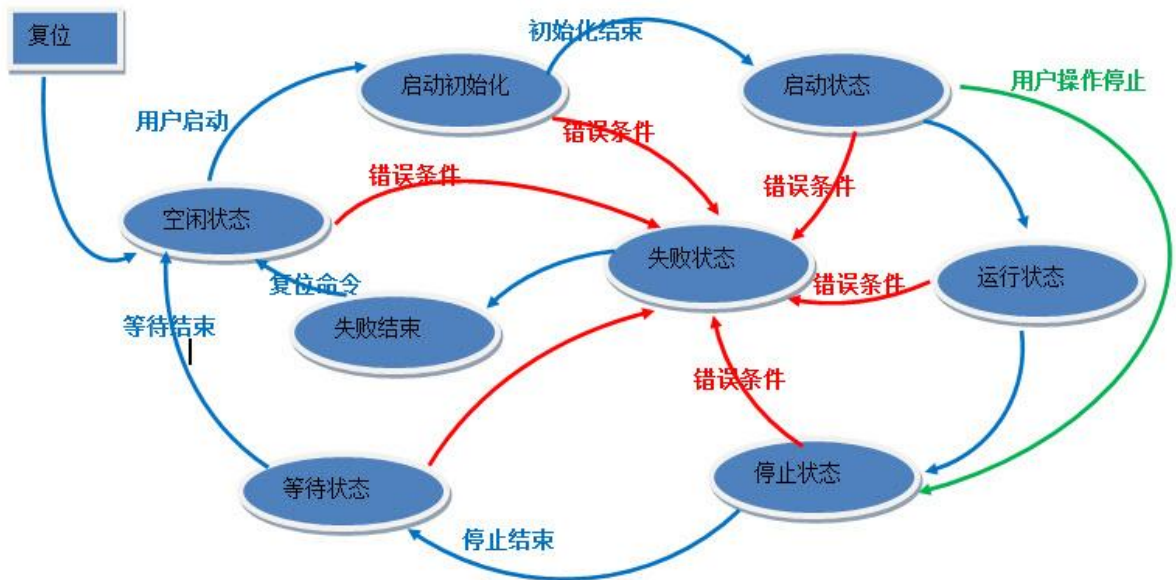 复位
初始化结束
启动初始化
启动状态
用户操作停止
用户启动
错误条件
错误条件
错误条件
空闲状态
失败状态
运行状态
错误条件
复位命令
等待结束
失败结束
错误条件
等待状态
停止状态
停止结束